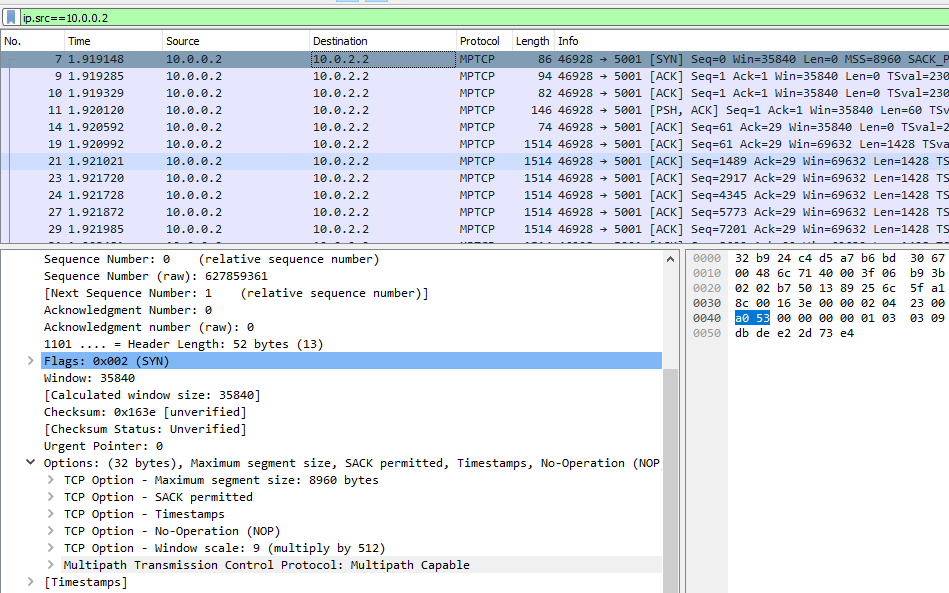 ip.src==10.0.0.2
No. Time Source Destination Protocol Length Info
7 1.919148 10.0.0.2 10.0.2.2 MPTCP 86 46928 → 5001 [SYN] Seq=0 Win=35840 Len=0 MSS=8960 SACK_P
9 1.919285 10.0.0.2 10.0.2.2 MPTCP 94 46928 → 5001 [ACK] Seq=1 Ack=1 Win=35840 Len=0 TSval=230
10 1.919329 10.0.0.2 10.0.2.2 MPTCP 82 46928 → 5001 [ACK] Seq=1 Ack=1 Win=35840 Len=0 TSval=230
11 1.920120 10.0.0.2 10.0.2.2 MPTCP 146 46928 → 5001 [PSH, ACK] Seq=1 Ack=1 Win=35840 Len=60 TS
14 1.920592 10.0.0.2 10.0.2.2 MPTCP 74 46928 → 5001 [ACK] Seq=61 Ack=29 Win=35840 Len=0 TSval=2
19 1.920992 10.0.0.2 10.0.2.2 MPTCP 1514 46928 → 5001 [ACK] Seq=61 Ack=29 Win=69632 Len=1428 TSva
21 1.921021 10.0.0.2 10.0.2.2 MPTCP 1514 46928 → 5001 [ACK] Seq=1489 Ack=29 Win=69632 Len=1428 TS
23 1.921720 10.0.0.2 10.0.2.2 MPTCP 1514 46928 → 5001 [ACK] Seq=2917 Ack=29 Win=69632 Len=1428 TS
24 1.921728 10.0.0.2 10.0.2.2 MPTCP 1514 46928 → 5001 [ACK] Seq=4345 Ack=29 Win=69632 Len=1428 TS
27 1.921872 10.0.0.2 10.0.2.2 MPTCP 1514 46928 → 5001 [ACK] Seq=5773 Ack=29 Win=69632 Len=1428 TS
29 1.921985 10.0.0.2 10.0.2.2 MPTCP 1514 46928 → 5001 [ACK] Seq=7201 Ack=29 Win=69632 Len=1428 TS
Sequence Number: 0 (relative sequence number)
Sequence Number (raw): 627859361
[Next Sequence Number: 1 (relative sequence number)]
Acknowledgment Number: 0
Acknowledgment number (raw): 0
1101 .... = Header Length: 52 bytes (13)
Flags: 0x002 (SYN)
Window: 35840
[Calculated window size: 35840]
Checksum: 0x163e [unverified]
[Checksum Status: Unverified]
Urgent Pointer: 0
Options: (32 bytes), Maximum segment size, SACK permitted, Timestamps, No-Operation (NOP
TCP Option - Maximum segment size: 8960 bytes
TCP Option - SACK permitted
TCP Option - Timestamps
TCP Option - No-Operation (NOP)
TCP Option - Window scale: 9 (multiply by 512)
Multipath Transmission Control Protocol: Multipath Capable
[Timestamps]
0000 32 b9 24 c4 d5 a7 b6 bd 30 67
0010 00 48 6c 71 40 00 3f 06 b9 3b
0020 02 02 b7 50 13 89 25 6c 5f a1
0030 8c 00 16 3e 00 00 02 04 23 00
0040 a0 53 00 00 00 00 01 03 03 09
0050 db de e2 2d 73 e4